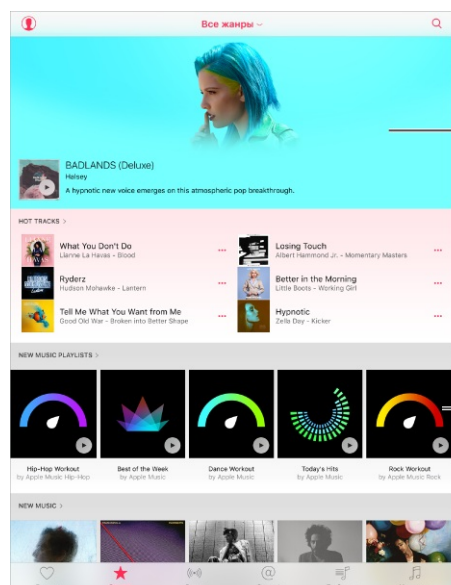 Все жанры
BADLANDS (Deluxe)
Halsey
A hypnotic new voice emerges on this atmospheric pop breakthrough.
HOT TRACKS >
What You Don't Do
Lianne La Havas - Blood
Losing Touch
Albert Hammond Jr. - Momentary Masters
Ryderz
Hudson Mohawke - Lantern
Better in the Morning
Little Boots - Working Girl
Tell Me What You Want from Me
Good Old War - Broken into Better Shape
Hypnotic
Zella Day - Kicker
NEW MUSIC PLAYLISTS >
Hip-Hop Workout
by Apple Music Hip-Hop
Best of the Week
by Apple Music
Dance Workout
by Apple Music
Today's Hits
by Apple Music
Rock Workout
by Apple Music Rock
NEW MUSIC >